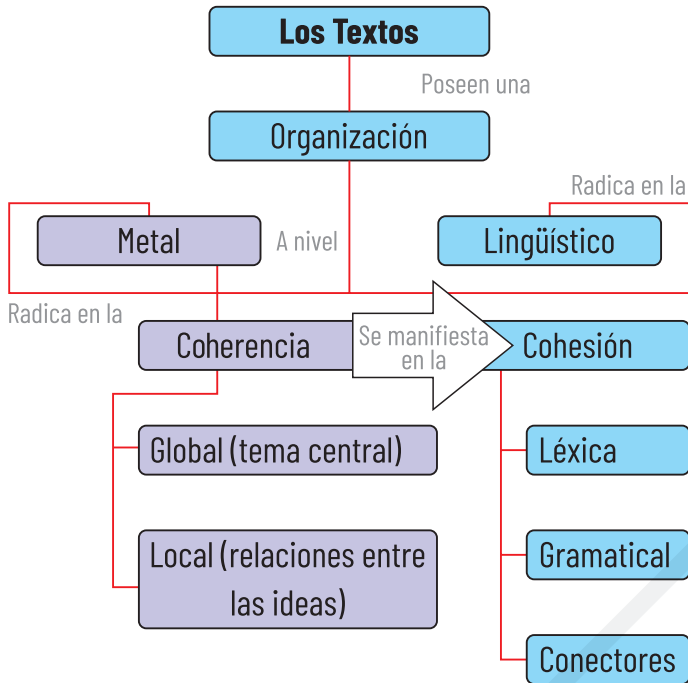 Los Textos
Poseen una
Organización
Radica en la
Metal
A nivel
Lingüístico
Radica en la
Coherencia
Se manifiesta
en la
Cohesión
Global (tema central)
Léxica
Local (relaciones entre
las ideas)
Gramatical
Conectores